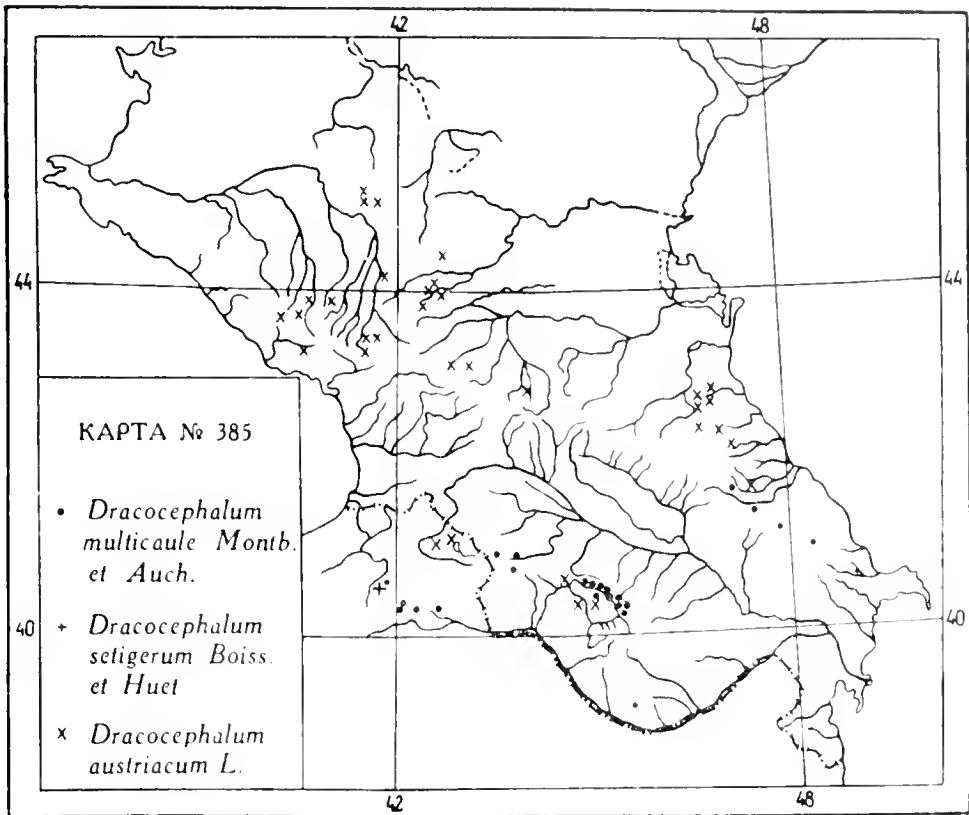 42 48
44 44
КАРТА № 385
• Dracocephalum
multicaule Montb.
et Auch.
+ Dracocephalum
setigerum Boiss.
et Huet
x Dracocephalum
austriacum L.
40 40
42 48